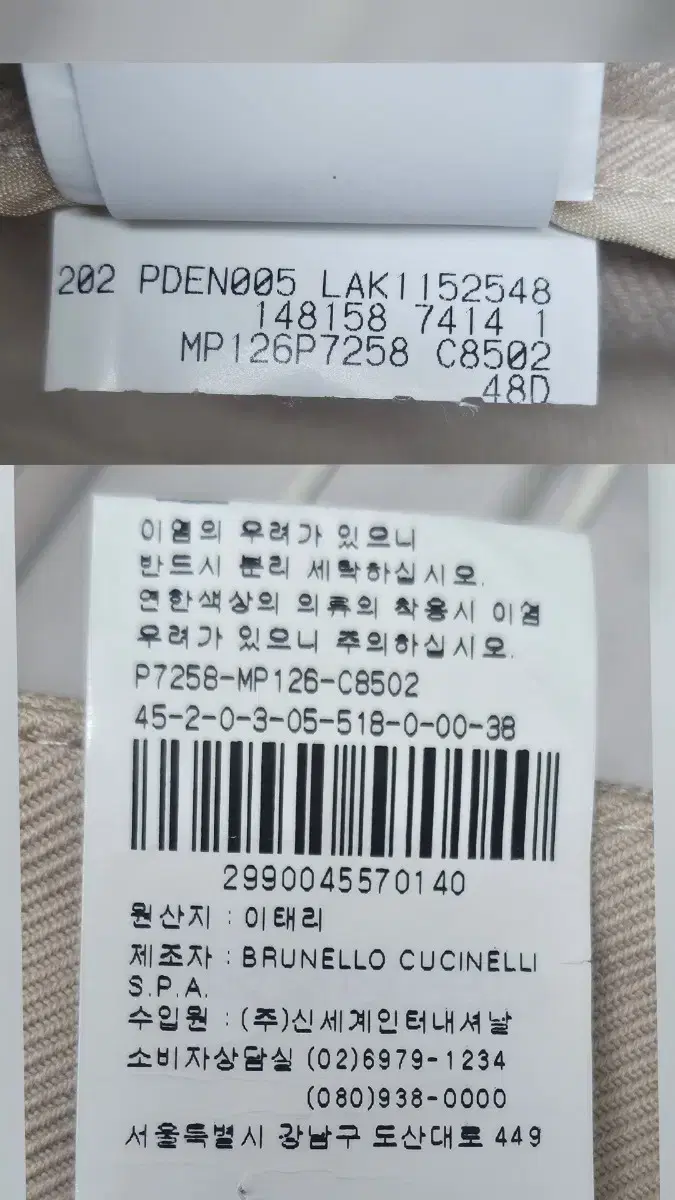 202 PDEN005 LAK1152548
148158 7414 1
MP126P7258 C8502
48D
이염의 우려가 있으니
반드시 분리 세탁하십시오.
연한색상의 의류의 착용시 이염
우려가 있으니 주의하십시오.
P7258-MP126-C8502
45-2-0-3-05-518-0-00-38
2990045570140
원산지 : 이태리
제조자 : BRUNELLO CUCINELLI
S.P.A.
수입원 : (주)신세계인터내셔날
소비자상담실 (02)6979-1234
(080)938-0000
서울특별시 강남구 도산대로 449